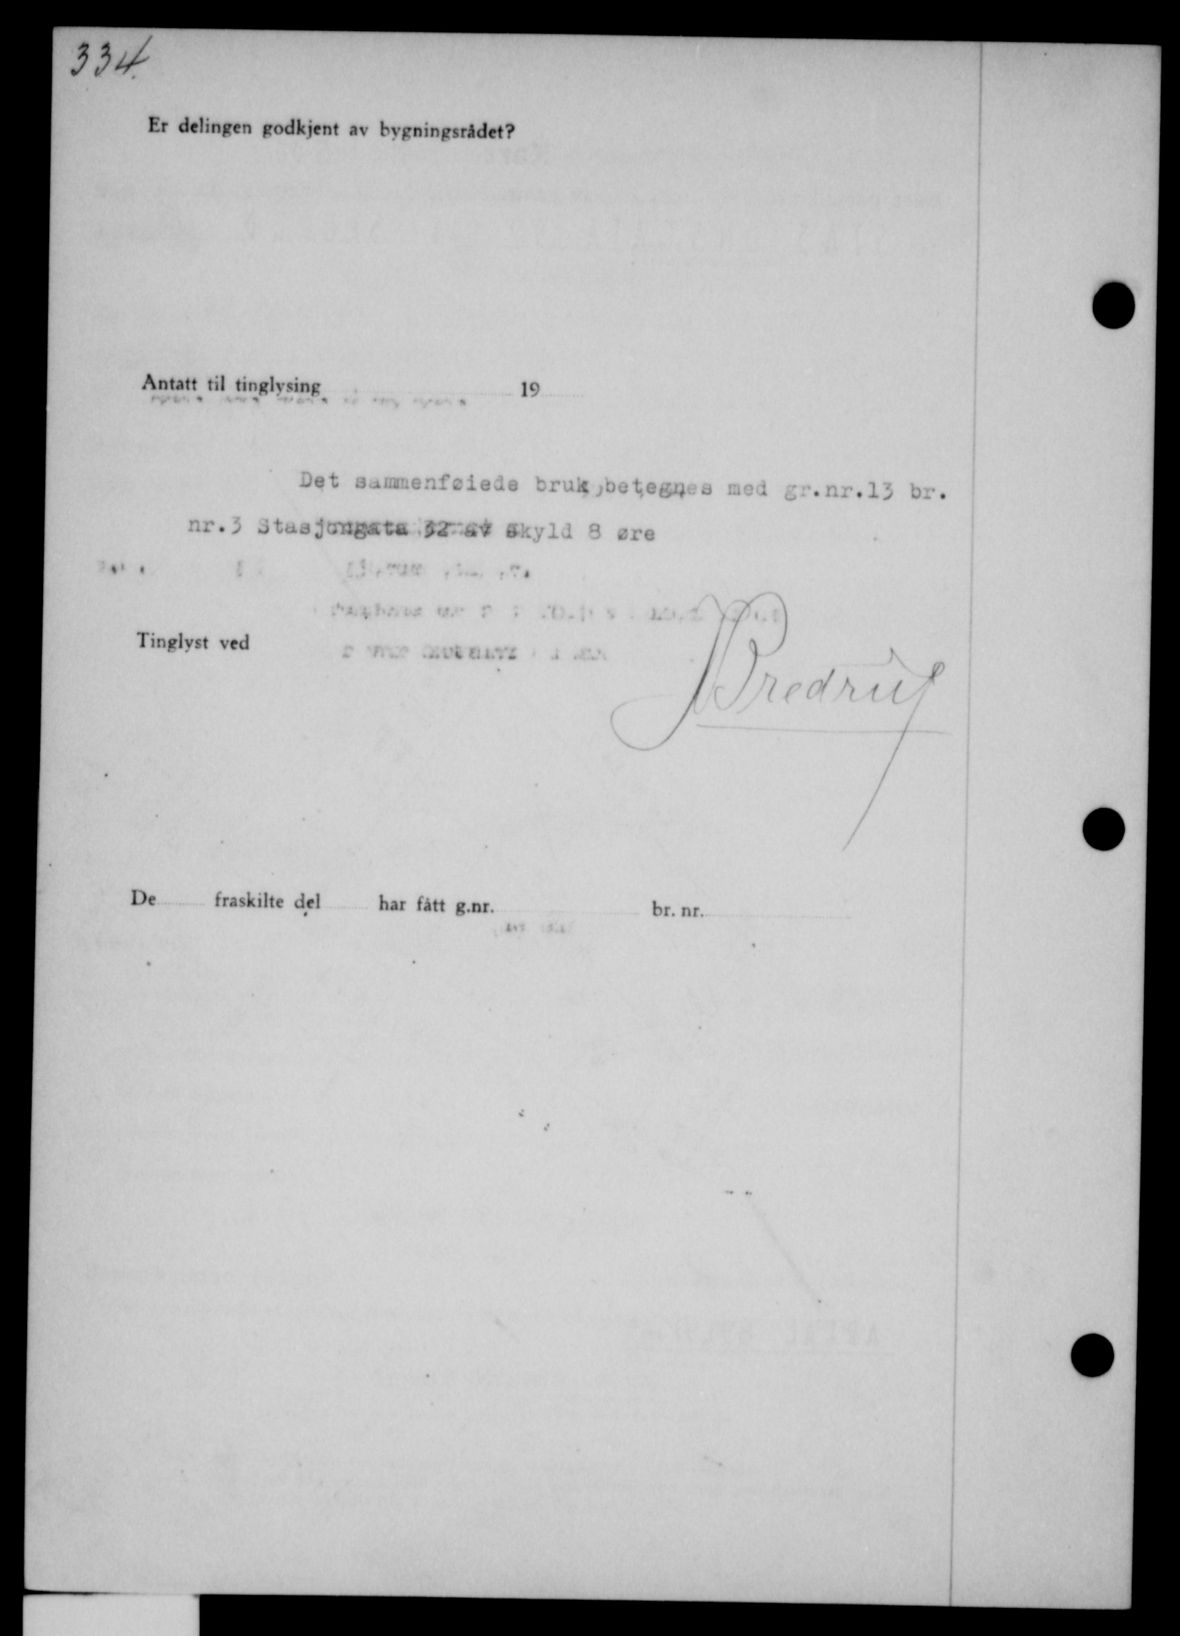 334.
Er delingen godkjent av bygningsrådet?
Antatt til tinglysing 19
Det sammenføiede bruk, betegnes med gr.nr.13 br.
nr.3 Stasjongata 32 av skyld 8 øre
Tinglyst ved
Bredrup
De fraskilte del har fått g.nr. br. nr.